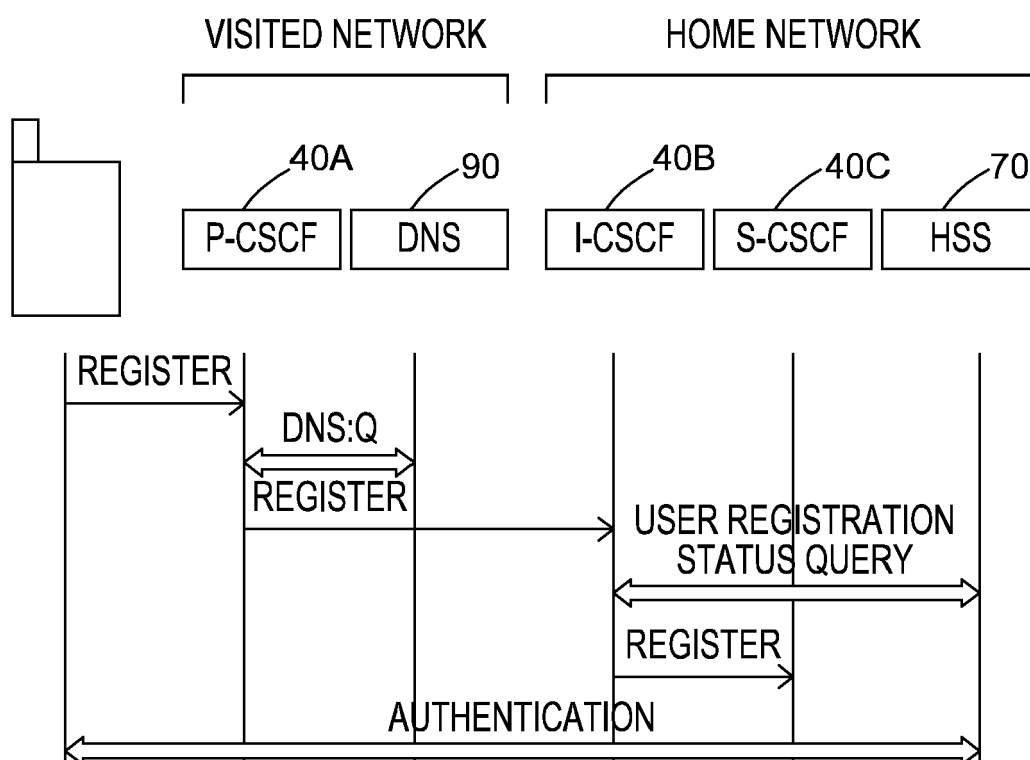 VISITED NETWORK
HOME NETWORK
40A
90
40B
40C
70
P-CSCF
DNS
I-CSCF
S-CSCF
HSS
REGISTER
DNS:Q
REGISTER
USER REGISTRATION
STATUS QUERY
REGISTER
AUTHENTICATION